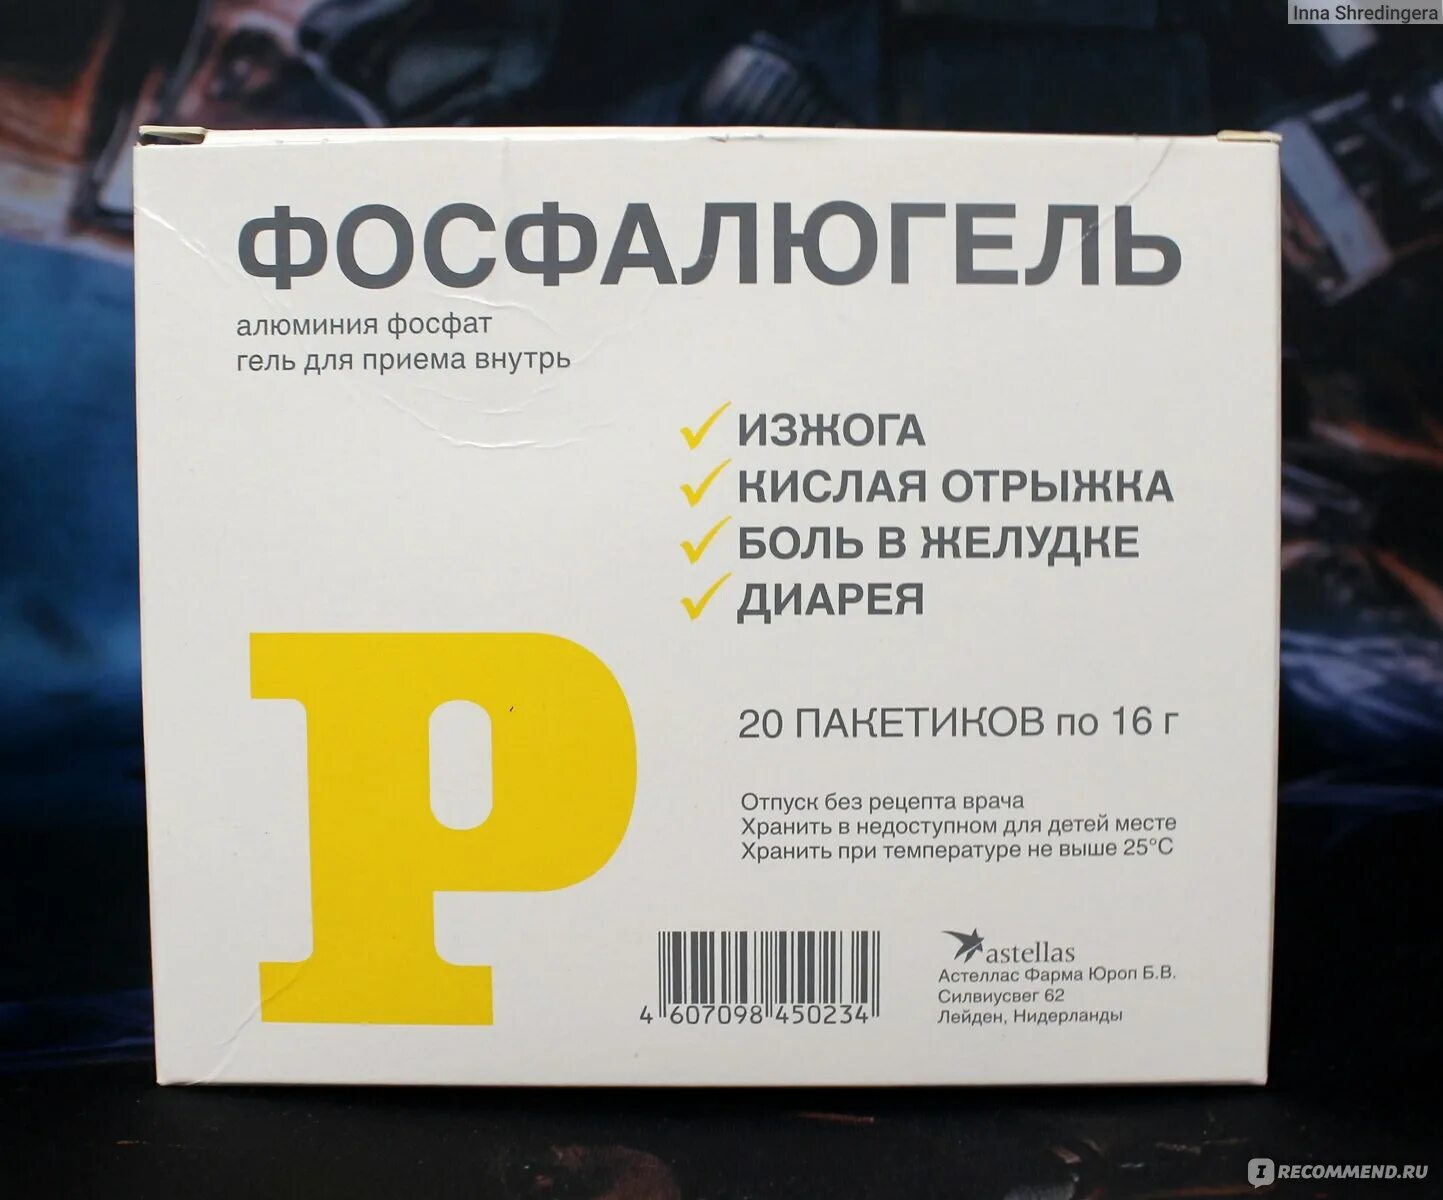 Inna Shredingera
ФОСФАЛЮГЕЛЬ
алюминия фосфат
гель для приема внутрь
ИЗЖОГА
КИСЛАЯ ОТРЫЖКА
БОЛЬ В ЖЕЛУДКЕ
ДИАРЕЯ
P
20 ПАКЕТИКОВ по 16 г
Отпуск без рецепта врача
Хранить в недоступном для детей месте
Хранить при температуре не выше 25°С
astellas
Астеллас Фарма Юроп Б.В.
Силвиусвег 62
Лейден, Нидерланды
4 607098 450234
I RECOMMEND.RU